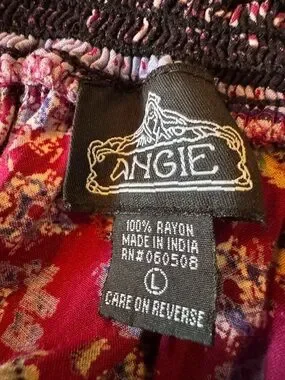 ANGIE
100% RAYON
MADE IN INDIA
RN#060508
L
CARE ON REVERSE